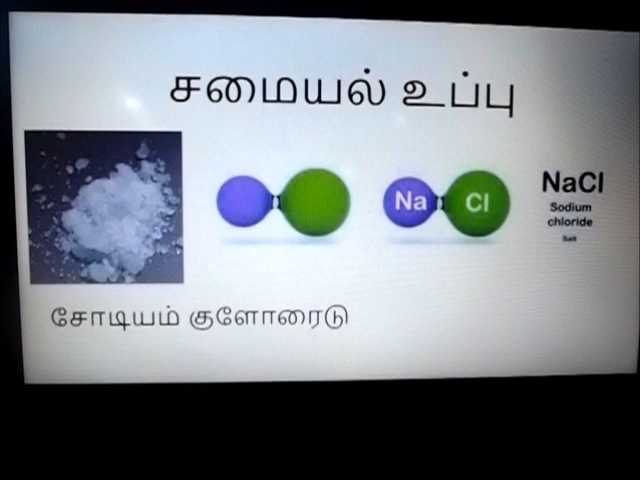 சமையல் உப்பு
Na Cl
NaCl
Sodium
chloride
Salt
சோடியம் குளோரைடு